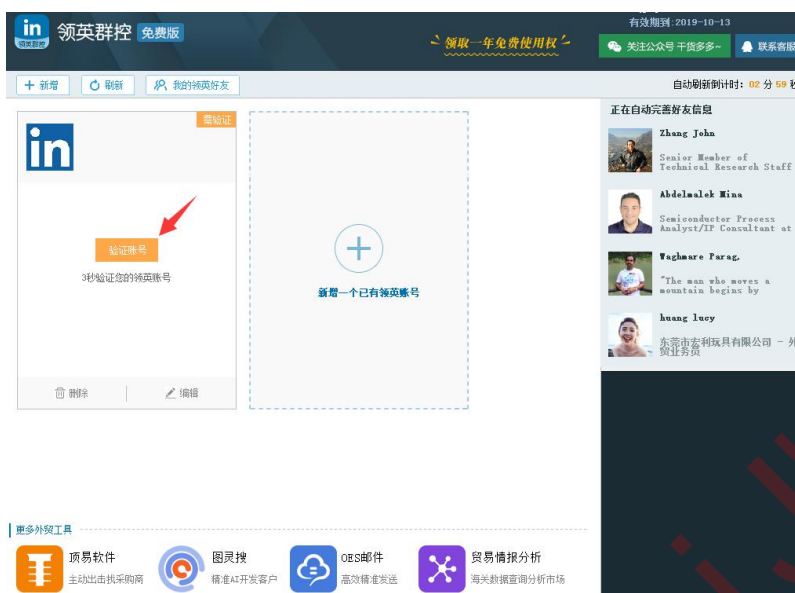 in
领英群控
领英群控 免费版
领取一年免费使用权
有效期到:2019-10-13
关注公众号 干货多多~
联系客服
新增
刷新
我的领英好友
自动刷新倒计时: 02 分 59 秒
需验证
in
验证账号
3秒验证您的领英账号
删除
编辑
新增一个已有领英账号
正在自动完善好友信息
Zhang John
Senior Member of
Technical Research Staff
Abdelmalek Mina
Semiconductor Process
Analyst/IP Consultant at
Waghmare Parag,
"The man who moves a
mountain begins by
huang lucy
东莞市宏利玩具有限公司 - 外
贸业务员
更多外贸工具
顶易软件
主动出击找采购商
图灵搜
精准AI开发客户
OES邮件
高效精准发送
贸易情报分析
海关数据查询分析市场